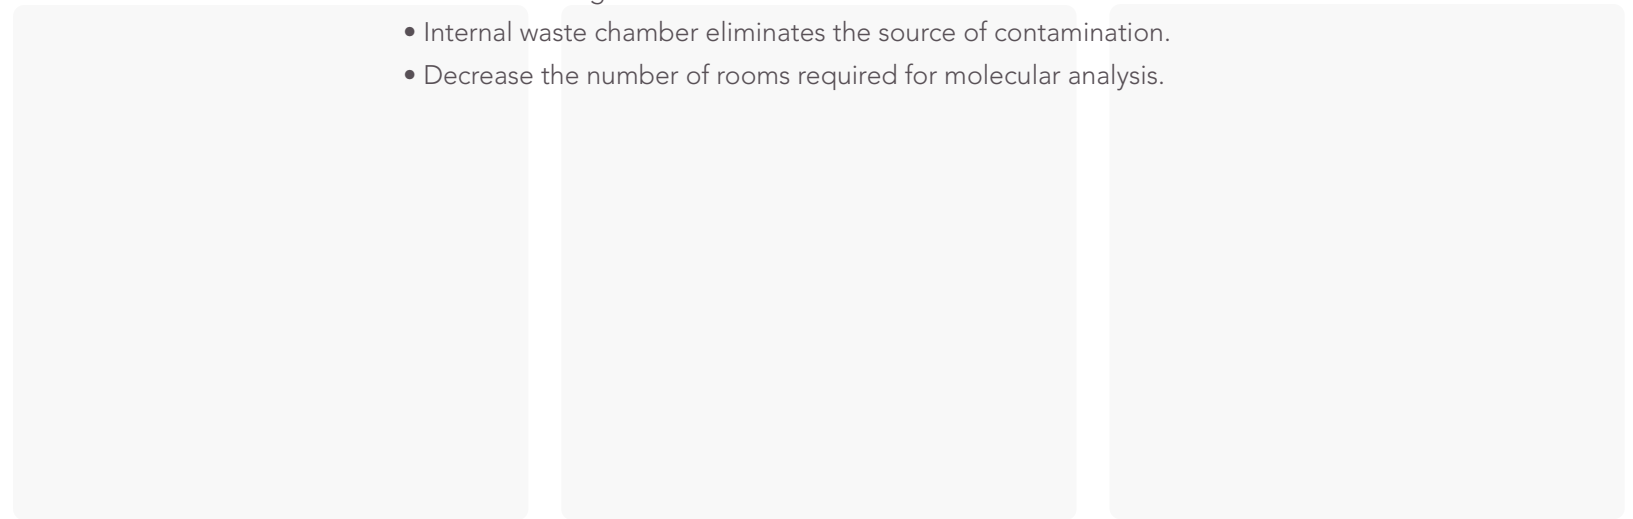 • Internal waste chamber eliminates the source of contamination.
• Decrease the number of rooms required for molecular analysis.